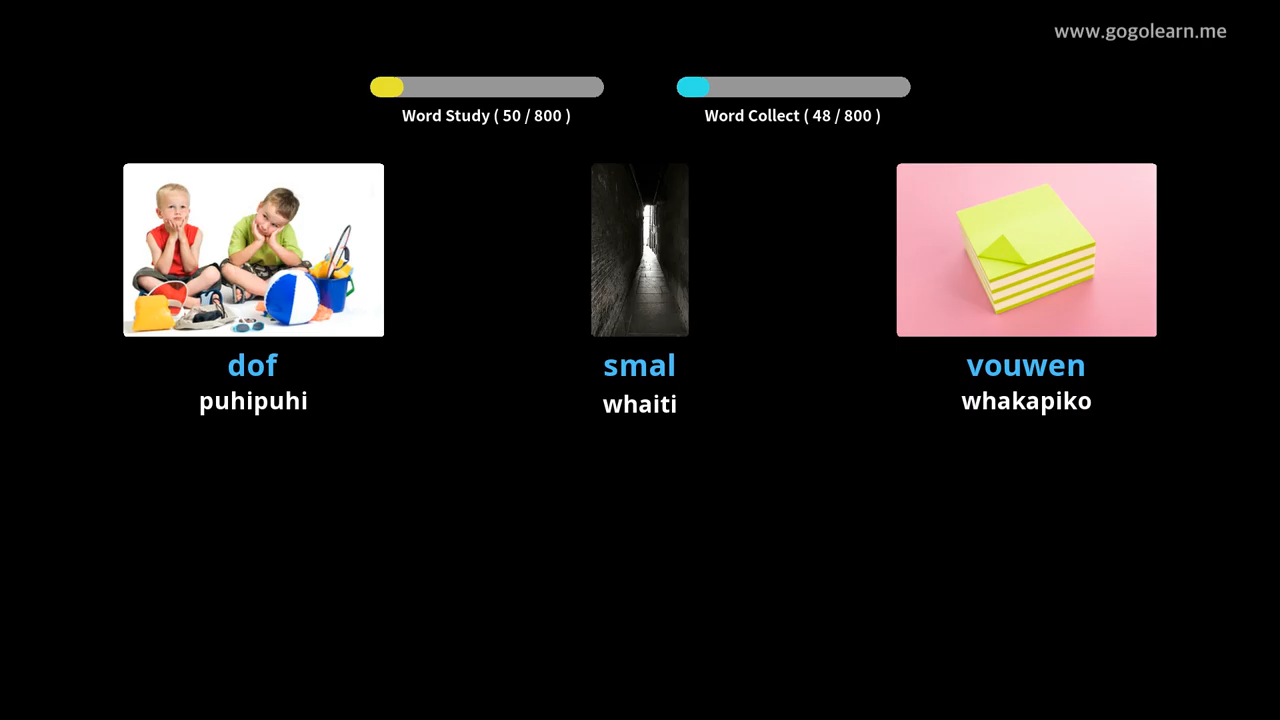 www.gogolearn.me
Word Study ( 50 / 800 )
Word Collect ( 48 / 800 )
dof
puhipuhi
smal
whaiti
vouwen
whakapiko